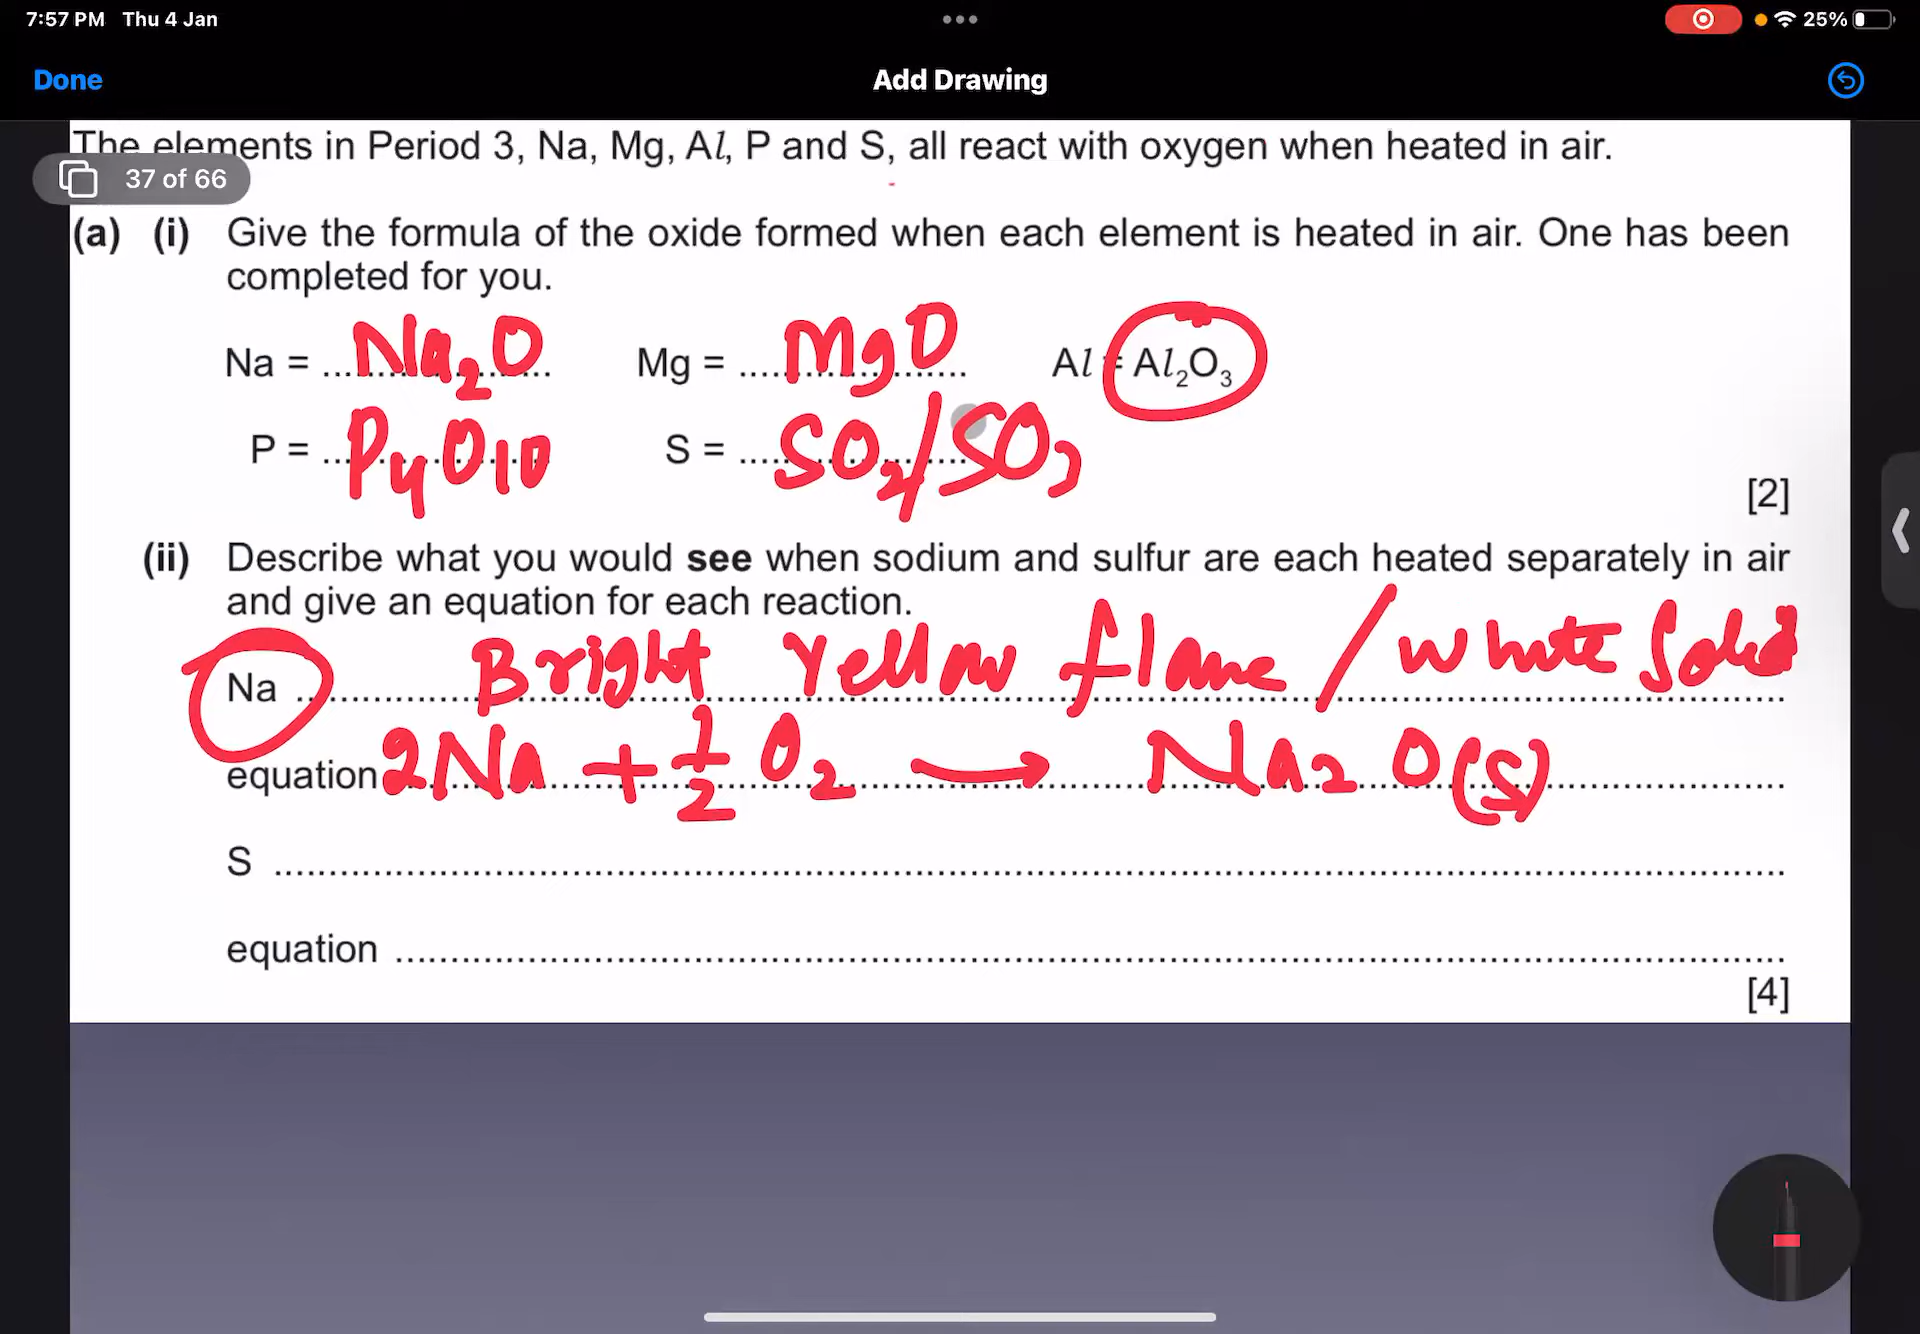 7:57 PM Thu 4 Jan 25%
Done Add Drawing
The elements in Period 3, Na, Mg, Al, P and S, all react with oxygen when heated in air.
37 of 66
(a) (i) Give the formula of the oxide formed when each element is heated in air. One has been
completed for you.
Na = Na₂O Mg = MgO Al = Al₂O₃
P = P4O10 S = SO₂/SO₃
[2]
(ii) Describe what you would see when sodium and sulfur are each heated separately in air
and give an equation for each reaction.
Na Bright Yellow flame / white Solid
equation 2Na + 1/2 O₂ → Na₂O(s)
S
equation
[4]